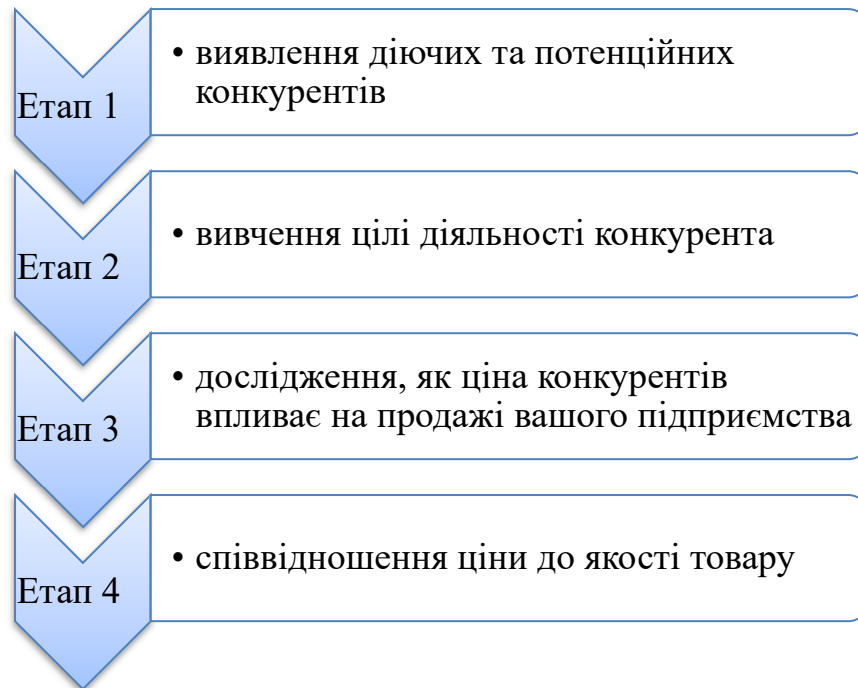 Етап 1
• виявлення діючих та потенційних
конкурентів
Етап 2
• вивчення цілі діяльності конкурента
Етап 3
• дослідження, як ціна конкурентів
впливає на продажі вашого підприємства
Етап 4
• співвідношення ціни до якості товару